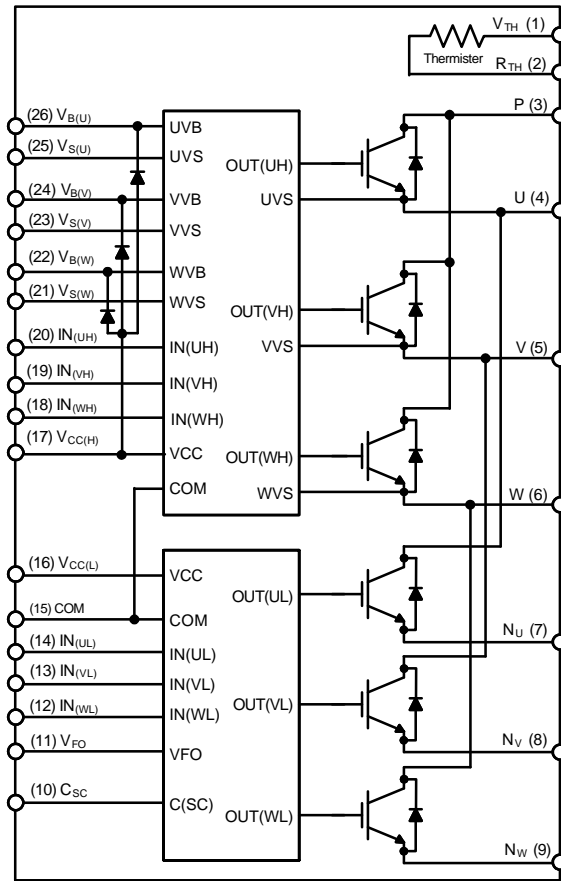 V_TH (1)
Thermister
R_TH (2)
(26) V_B(U)
UVB
P (3)
(25) V_S(U)
UVS
OUT(UH)
(24) V_B(V)
VVB
UVS
U (4)
(23) V_S(V)
VVS
(22) V_B(W)
WVB
(21) V_S(W)
WVS
OUT(VH)
(20) IN_(UH)
IN(UH)
VVS
V (5)
(19) IN_(VH)
IN(VH)
(18) IN_(WH)
IN(WH)
(17) V_CC(H)
VCC
OUT(WH)
COM
WVS
W (6)
(16) V_CC(L)
VCC
OUT(UL)
(15) COM
COM
(14) IN_(UL)
IN(UL)
N_U (7)
(13) IN_(VL)
IN(VL)
(12) IN_(WL)
IN(WL)
OUT(VL)
(11) V_FO
VFO
N_V (8)
(10) C_SC
C(SC)
OUT(WL)
N_W (9)